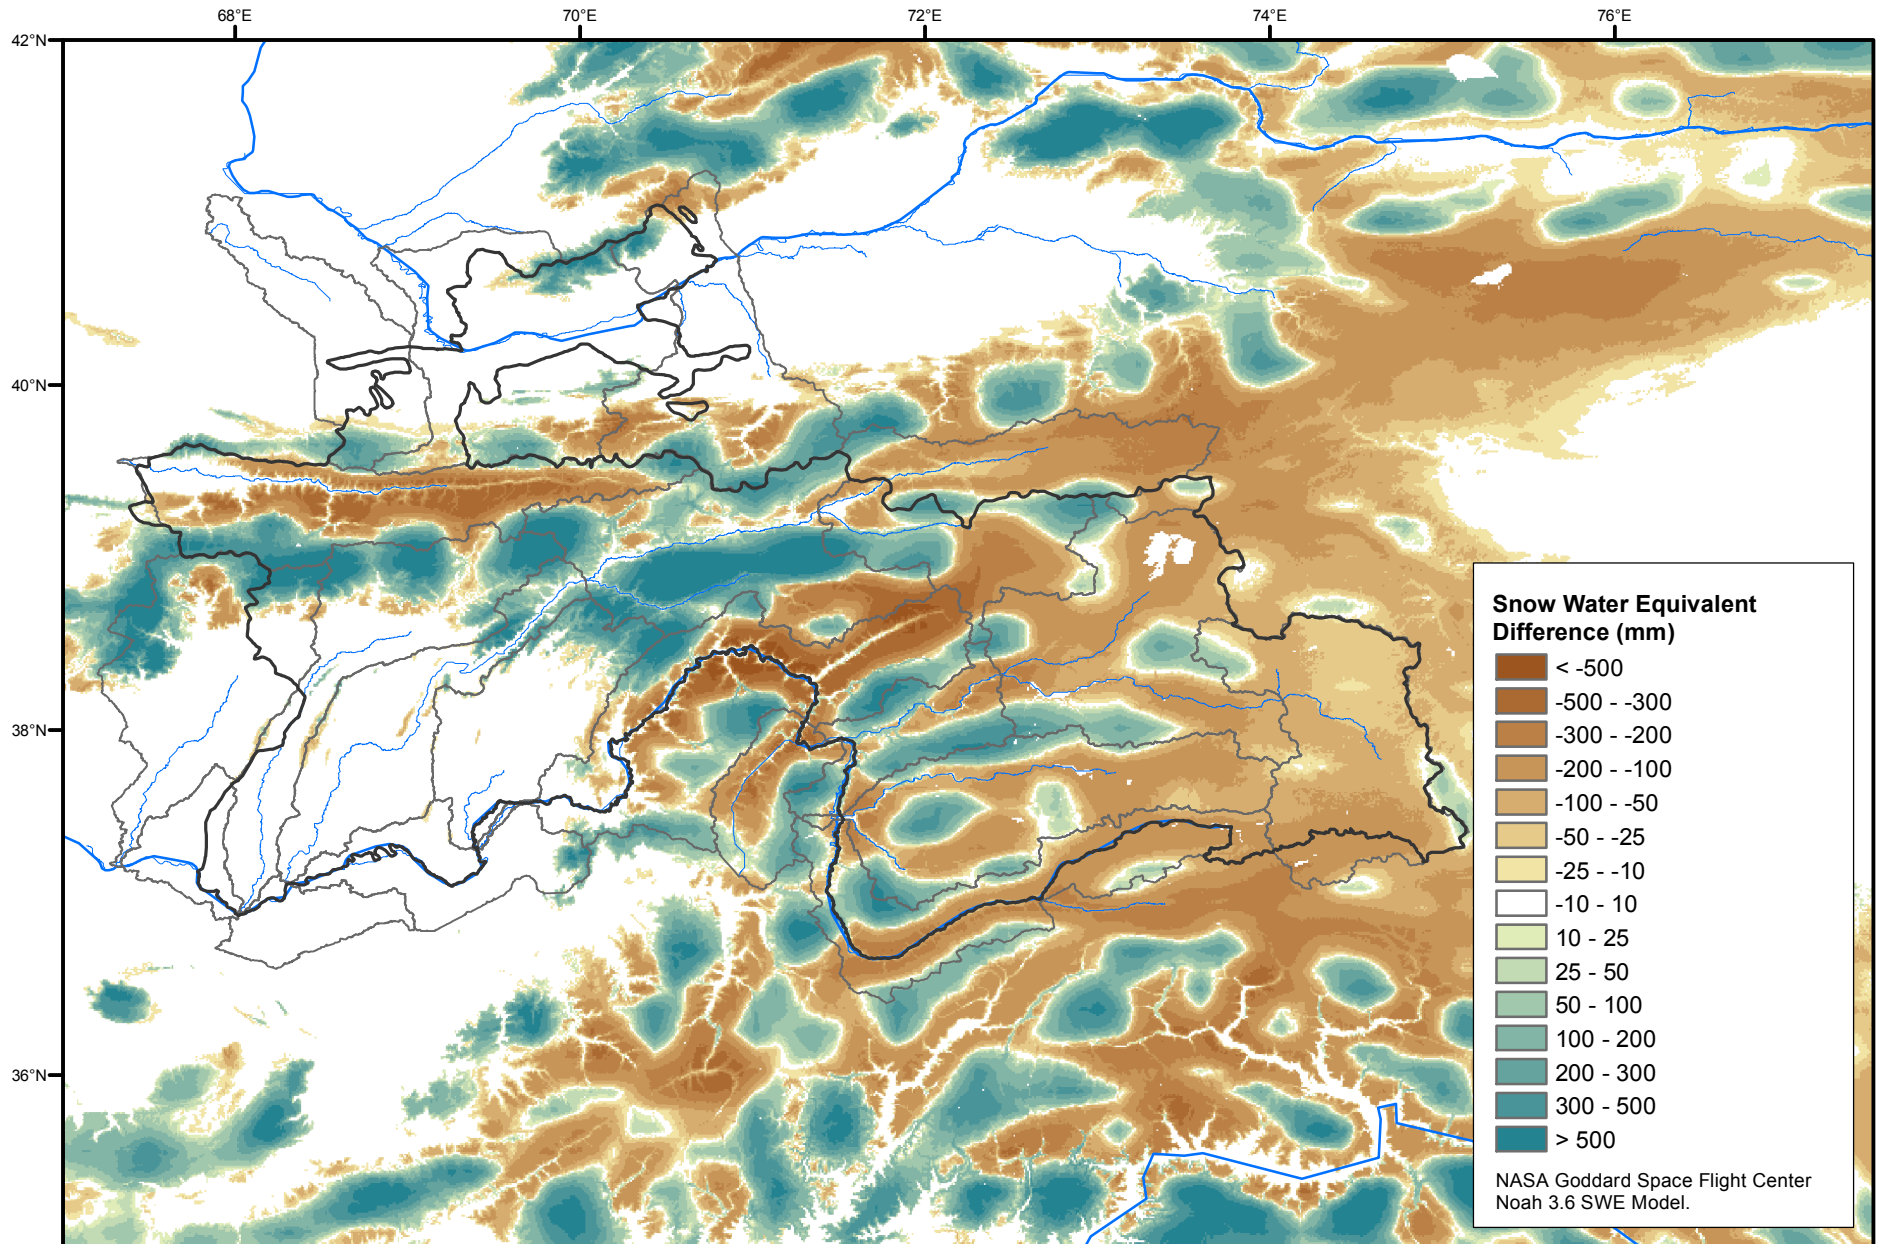 68°E
70°E
72°E
74°E
76°E
42°N
40°N
38°N
36°N
Snow Water Equivalent
Difference (mm)
< -500
-500 - -300
-300 - -200
-200 - -100
-100 - -50
-50 - -25
-25 - -10
-10 - 10
10 - 25
25 - 50
50 - 100
100 - 200
200 - 300
300 - 500
> 500
NASA Goddard Space Flight Center
Noah 3.6 SWE Model.